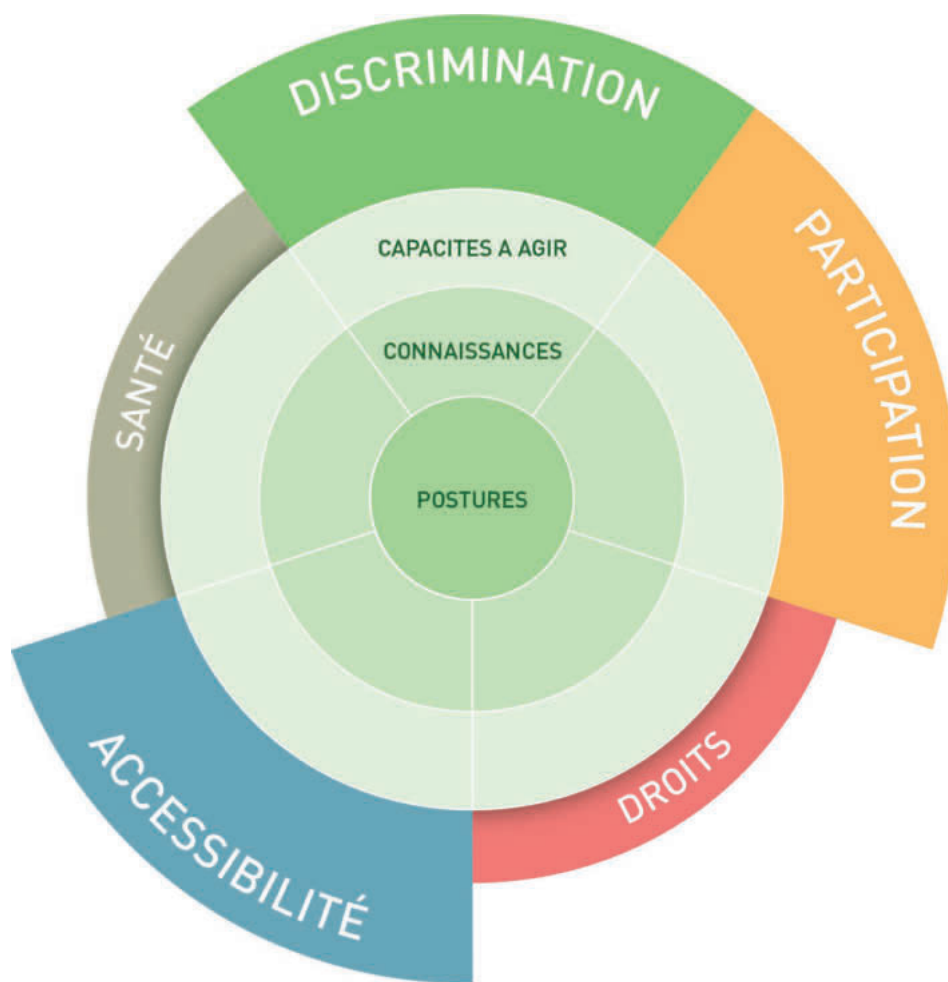 DISCRIMINATION
PARTICIPATION
DROITS
ACCESSIBILITÉ
SANTÉ
CAPACITES A AGIR
CONNAISSANCES
POSTURES